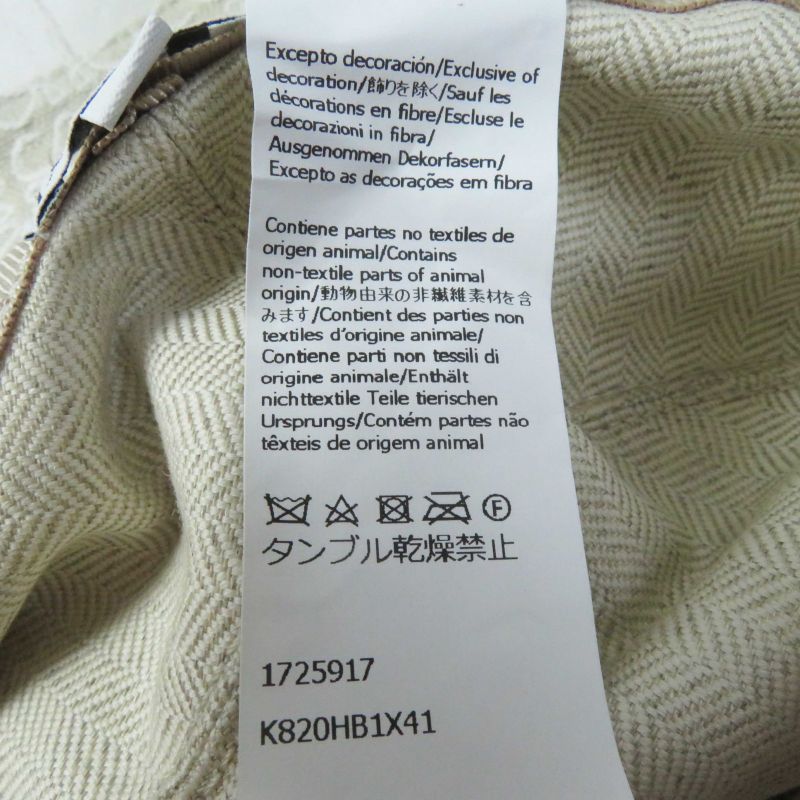 Excepto decoración/Exclusive of
decoration/飾りを除く/Sauf les
décorations en fibre/Escluse le
decorazioni in fibra/
Ausgenommen Dekorfasern/
Excepto as decorações em fibra
Contiene partes no textiles de
origen animal/Contains
non-textile parts of animal
origin/動物由来の非繊維素材を含
みます/Contient des parties non
textiles d'origine animale/
Contiene parti non tessili di
origine animale/Enthält
nichttextile Teile tierischen
Ursprungs/Contém partes não
têxteis de origem animal
F
タンブル乾燥禁止
1725917
K820HB1X41